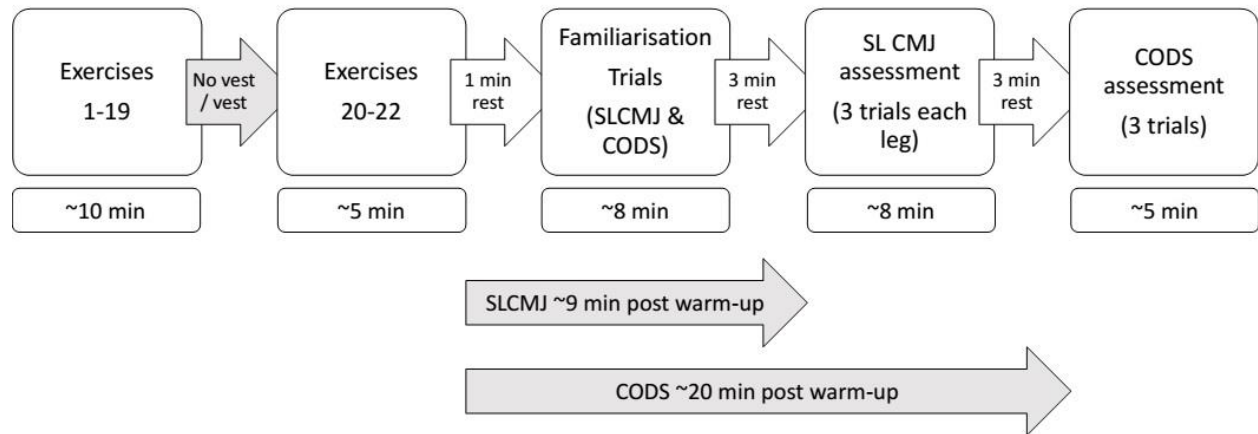 Exercises
1-19
No vest
/ vest
Exercises
20-22
1 min
rest
Familiarisation
Trials
(SLCMJ &
CODS)
3 min
rest
SL CMJ
assessment
(3 trials each
leg)
3 min
rest
CODS
assessment
(3 trials)
~10 min
~5 min
~8 min
~8 min
~5 min
SLCMJ ~9 min post warm-up
CODS ~20 min post warm-up